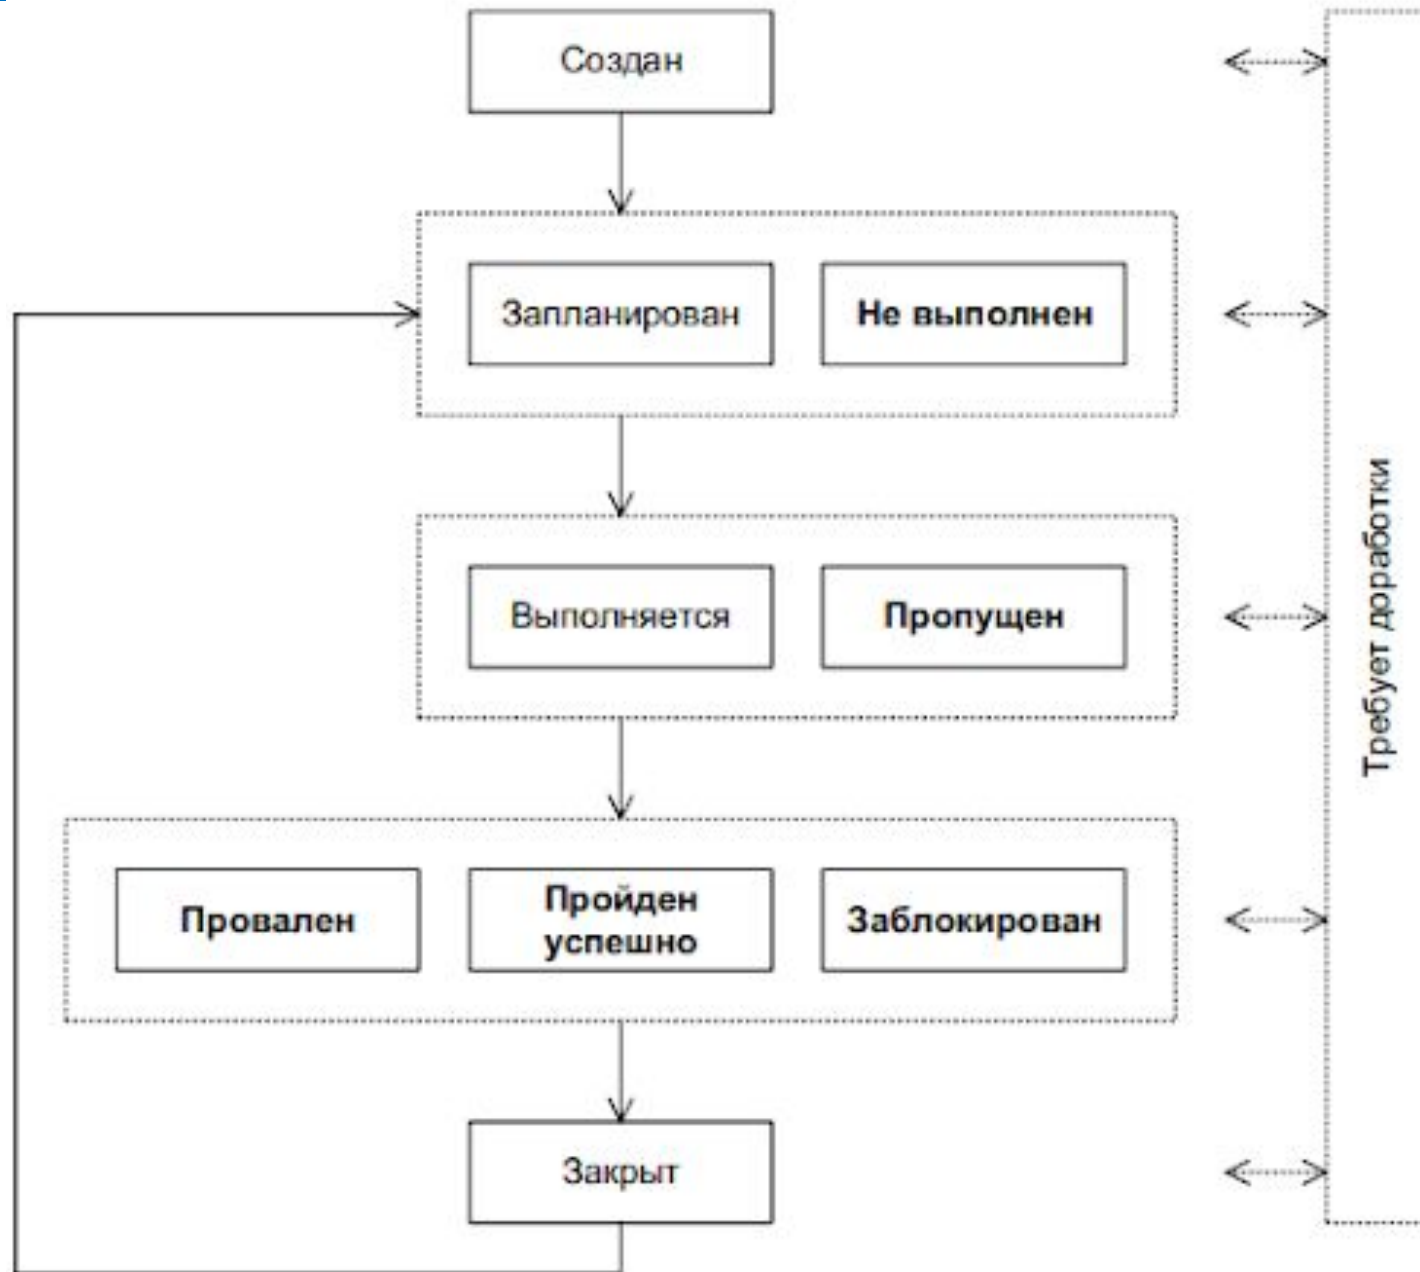 Создан
Запланирован
Не выполнен
Выполняется
Пропущен
Провален
Пройден
успешно
Заблокирован
Закрыт
Требует доработки